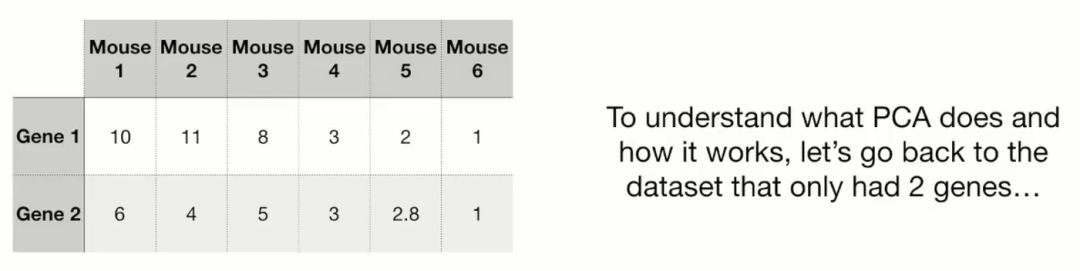 Mouse Mouse Mouse Mouse Mouse Mouse
1 2 3 4 5 6
Gene 1 10 11 8 3 2 1
Gene 2 6 4 5 3 2.8 1
To understand what PCA does and
how it works, let’s go back to the
dataset that only had 2 genes…